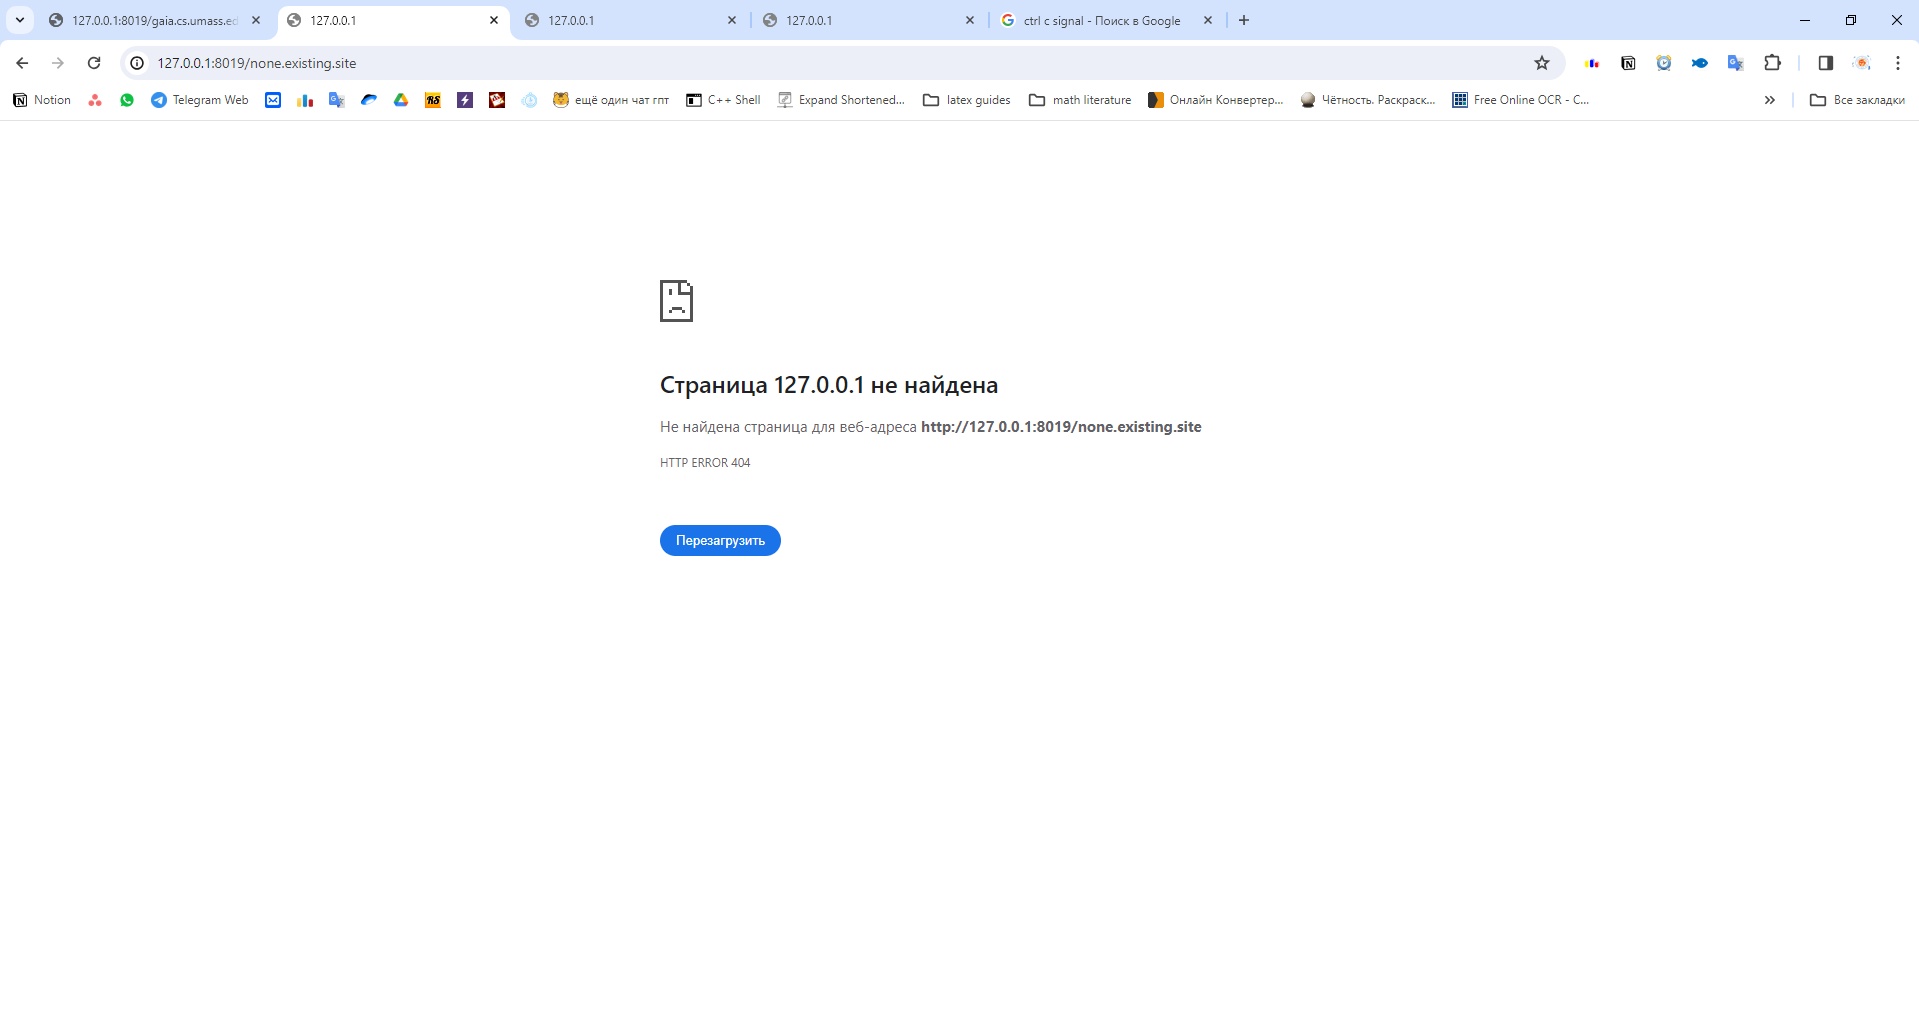 127.0.0.1:8019/gaia.cs.umass.ed
127.0.0.1
127.0.0.1
127.0.0.1
ctrl c signal - Поиск в Google
127.0.0.1:8019/none.existing.site
Notion
Telegram Web
ещё один чат гпт
C++ Shell
Expand Shortened...
latex guides
math literature
Онлайн Конвертер...
Чётность. Раскраск...
Free Online OCR - C...
Все закладки
Страница 127.0.0.1 не найдена
Не найдена страница для веб-адреса http://127.0.0.1:8019/none.existing.site
HTTP ERROR 404
Перезагрузить